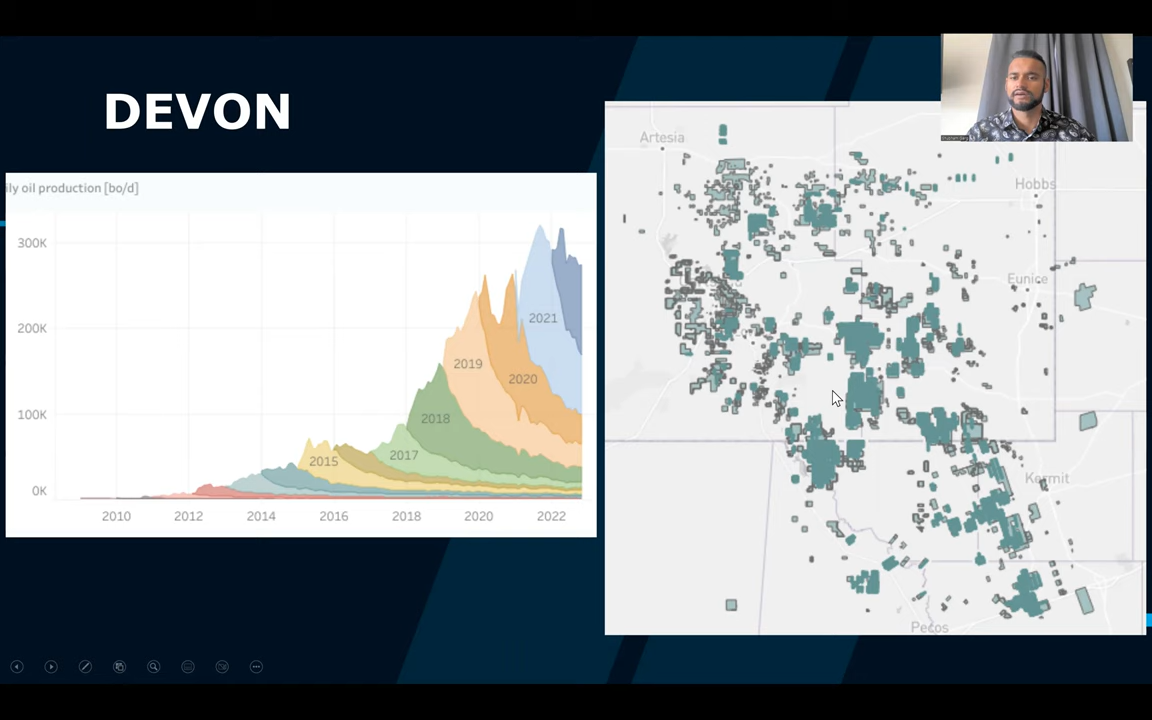 DEVON
ily oil production [bo/d]
300K
200K
100K
0K
2015
2017
2018
2019
2020
2021
2010
2012
2014
2016
2018
2020
2022
Artesia
Hobbs
Eunice
Kermit
Pecos